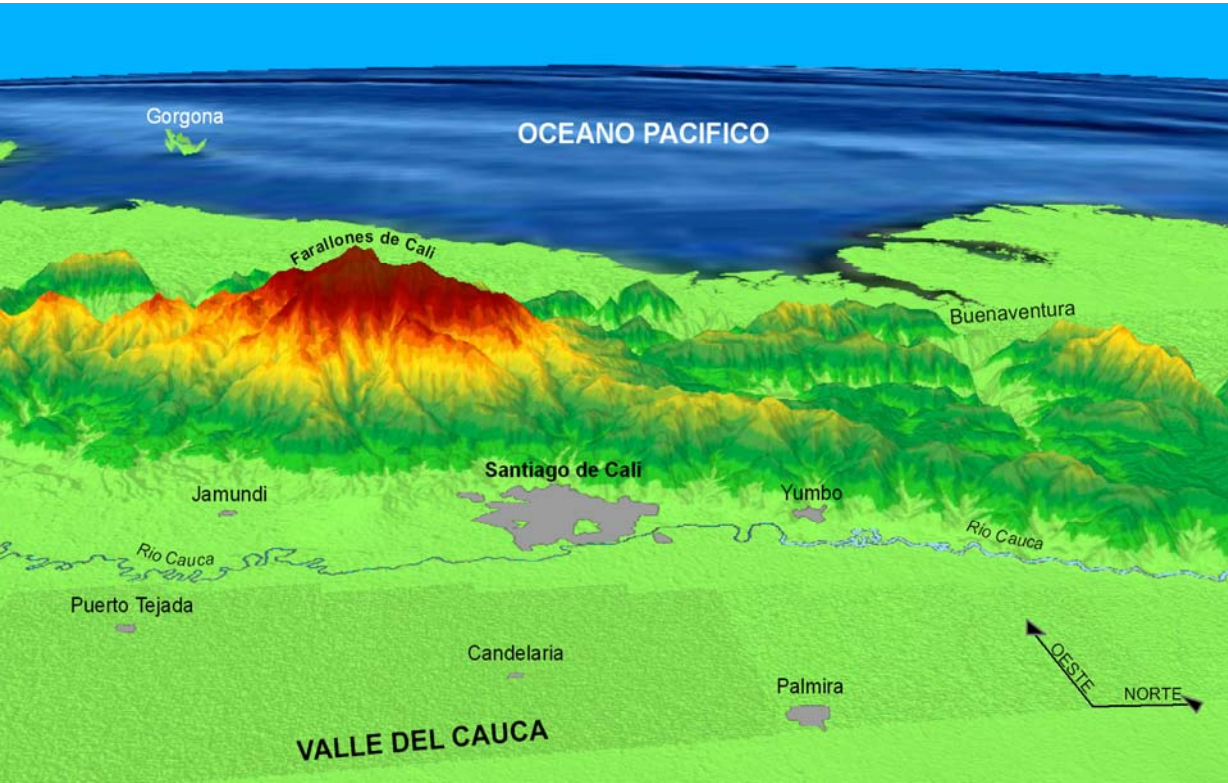 Gorgona
OCEANO PACIFICO
Farallones de Cali
Buenaventura
Santiago de Cali
Jamundi
Yumbo
Rio Cauca
Rio Cauca
Puerto Tejada
Candelaria
Palmira
OESTE
NORTE
VALLE DEL CAUCA